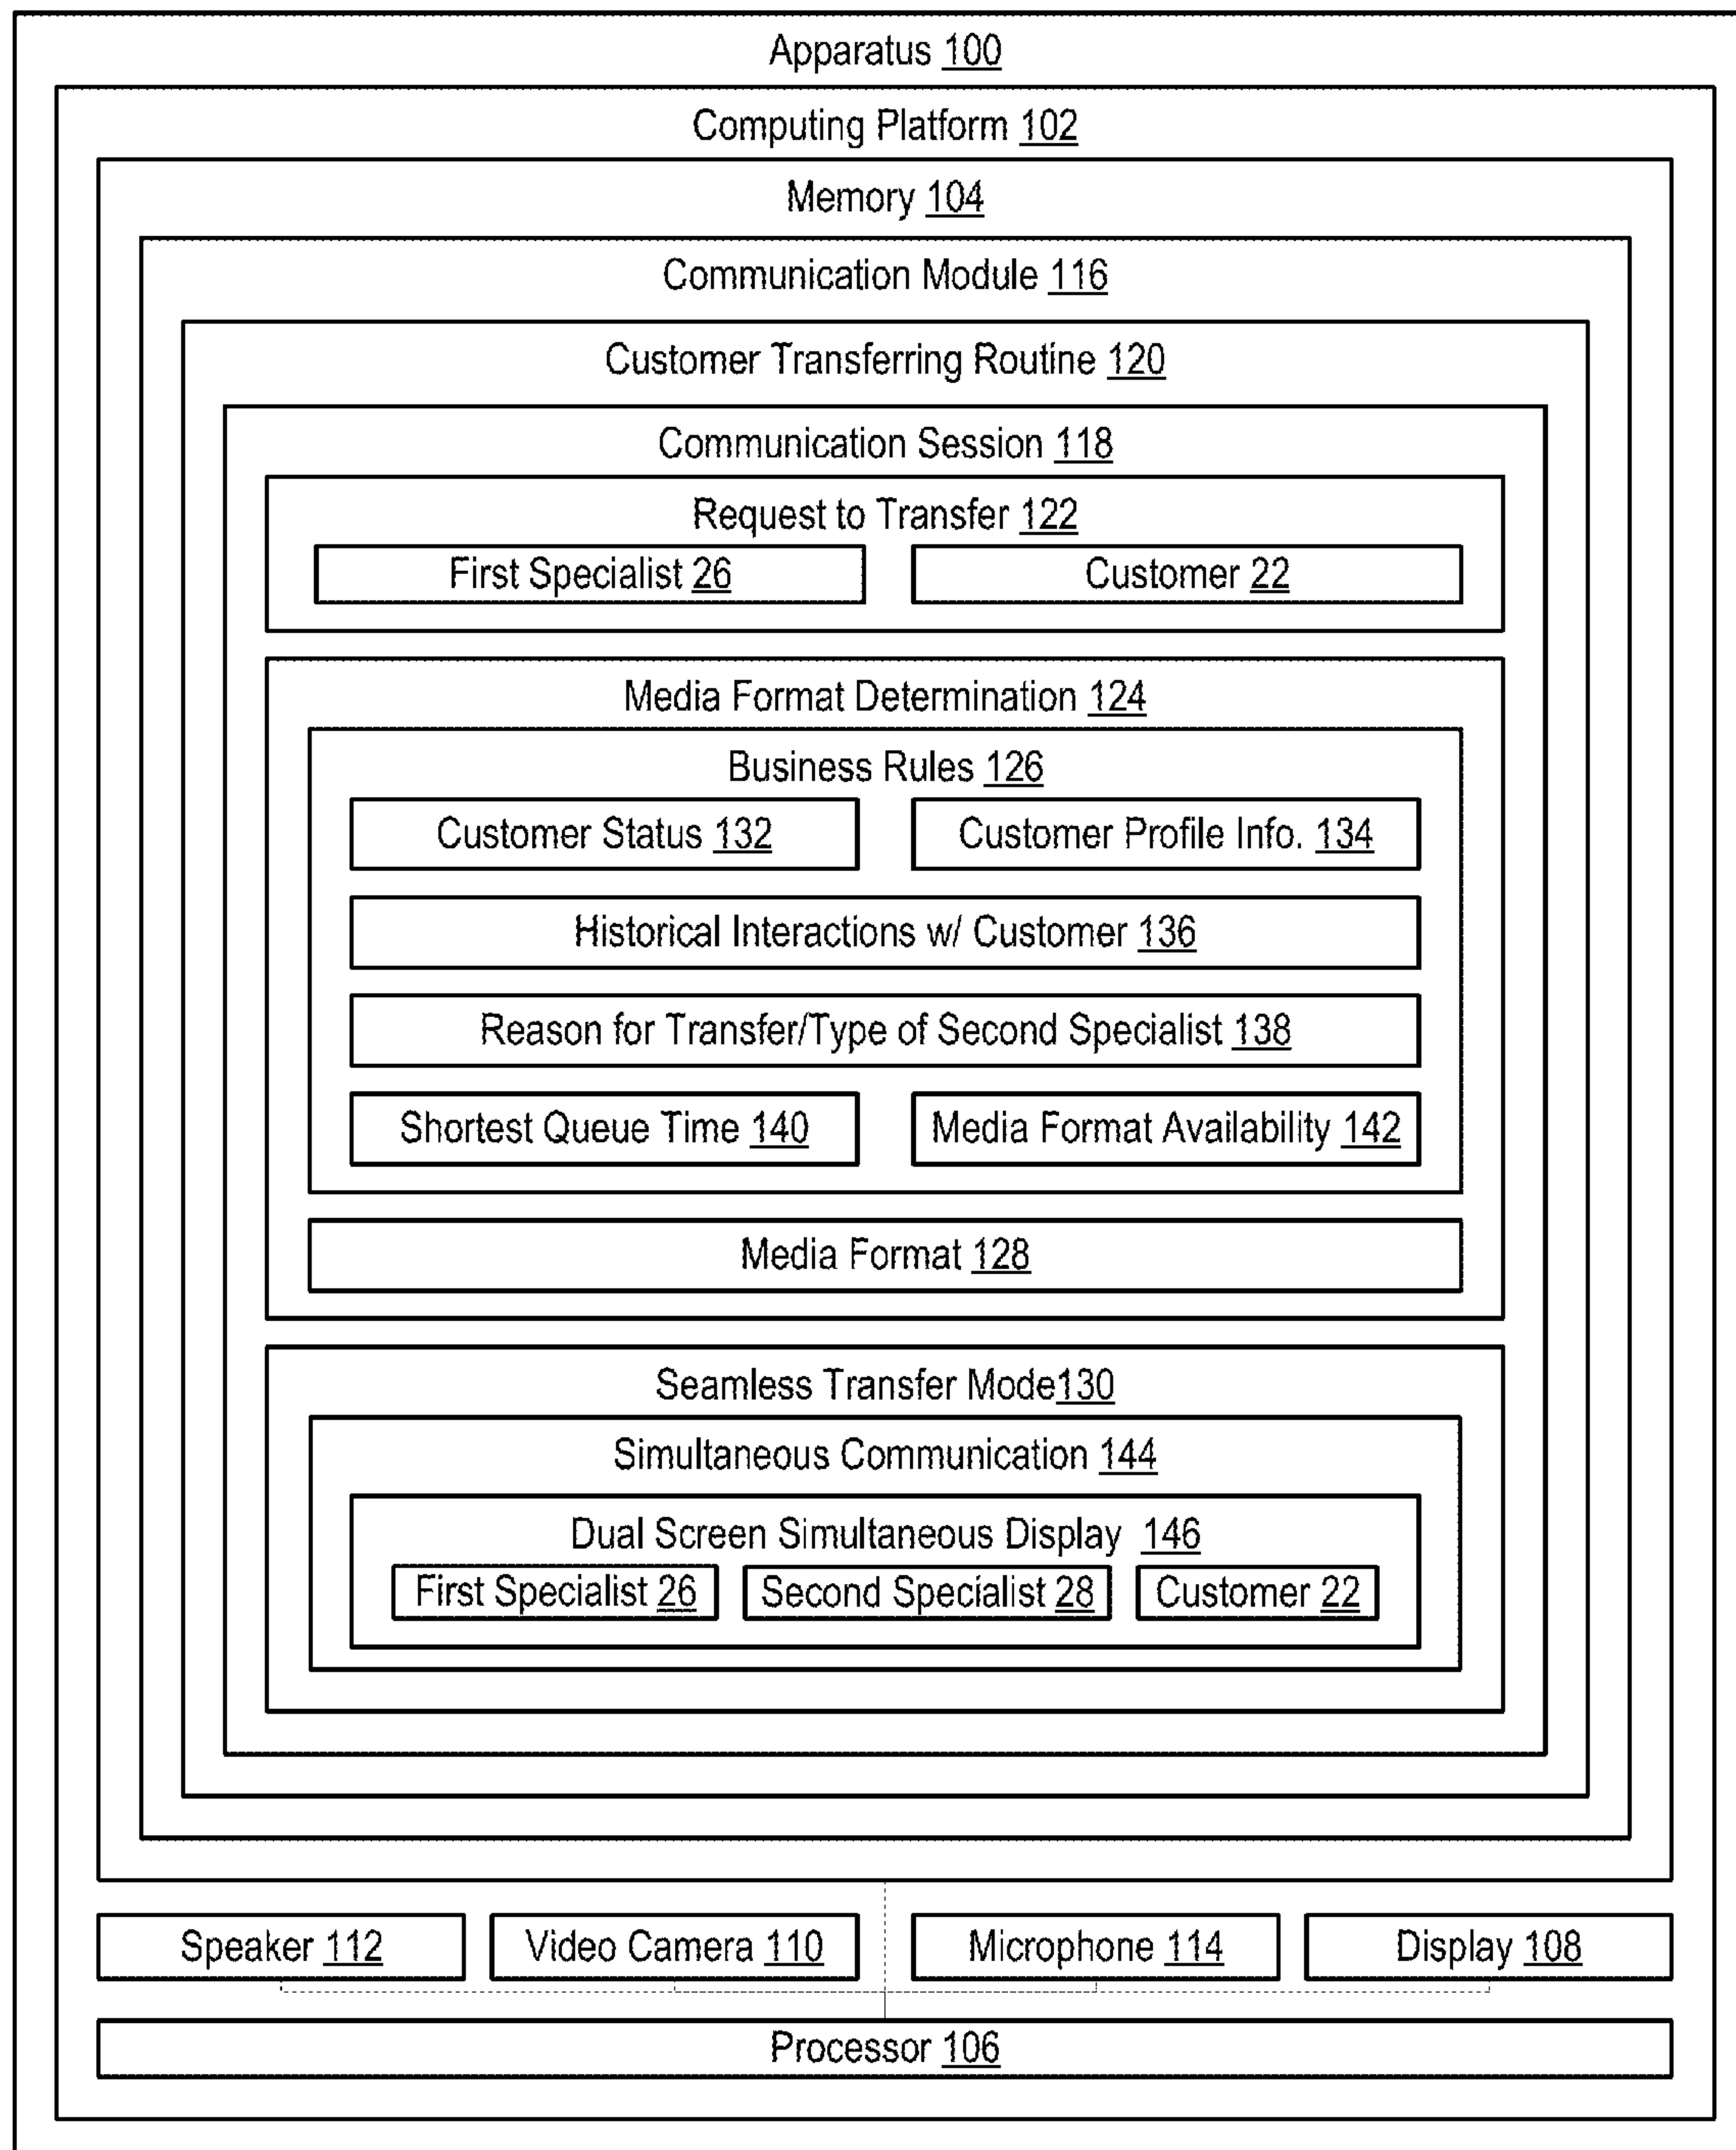 Apparatus 100
Computing Platform 102
Memory 104
Communication Module 116
Customer Transferring Routine 120
Communication Session 118
Request to Transfer 122
First Specialist 26 Customer 22
Media Format Determination 124
Business Rules 126
Customer Status 132 Customer Profile Info. 134
Historical Interactions w/ Customer 136
Reason for Transfer/Type of Second Specialist 138
Shortest Queue Time 140 Media Format Availability 142
Media Format 128
Seamless Transfer Mode130
Simultaneous Communication 144
Dual Screen Simultaneous Display 146
First Specialist 26 Second Specialist 28 Customer 22
Speaker 112 Video Camera 110 Microphone 114 Display 108
Processor 106